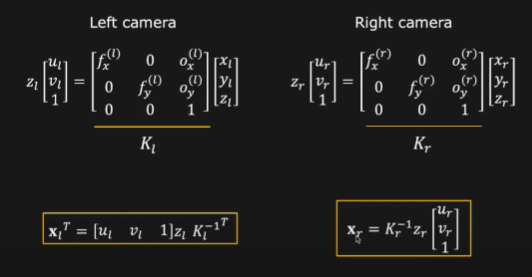 Left camera
Right camera
z_l [u_l v_l 1] = [f_x^(l) 0 o_x^(l) 0 f_y^(l) o_y^(l) 0 0 1] [x_l y_l z_l]
K_l
z_r [u_r v_r 1] = [f_x^(r) 0 o_x^(r) 0 f_y^(r) o_y^(r) 0 0 1] [x_r y_r z_r]
K_r
x_l^T = [u_l v_l 1] z_l K_l^-1^T
x_r = K_r^-1 z_r [u_r v_r 1]